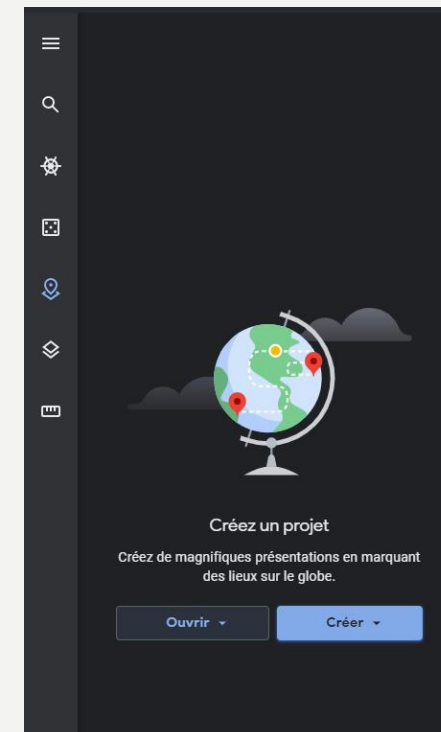 Créez un projet
Créez de magnifiques présentations en marquant
des lieux sur le globe.
Ouvrir
Créer